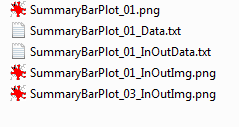 SummaryBarPlot_01.png
SummaryBarPlot_01_Data.txt
SummaryBarPlot_01_InOutData.txt
SummaryBarPlot_01_InOutImg.png
SummaryBarPlot_03_InOutImg.png